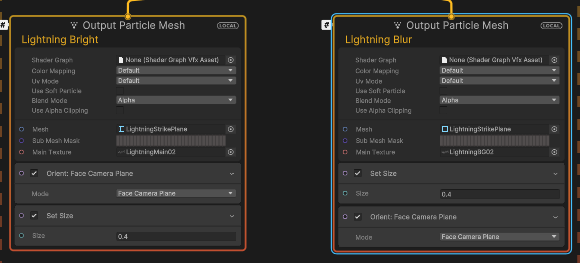 #
Output Particle Mesh
LOCAL
Lightning Bright
Shader Graph
None (Shader Graph Vfx Asset)
Color Mapping
Default
Uv Mode
Default
Use Soft Particle
Blend Mode
Alpha
Use Alpha Clipping
Mesh
LightningStrikePlane
Sub Mesh Mask
Main Texture
LightningMain02
Orient: Face Camera Plane
Mode
Face Camera Plane
Set Size
Size
0.4
#
Output Particle Mesh
LOCAL
Lightning Blur
Shader Graph
None (Shader Graph Vfx Asset)
Color Mapping
Default
Uv Mode
Default
Use Soft Particle
Blend Mode
Alpha
Use Alpha Clipping
Mesh
LightningStrikePlane
Sub Mesh Mask
Main Texture
LightningBG02
Set Size
Size
0.4
Orient: Face Camera Plane
Mode
Face Camera Plane